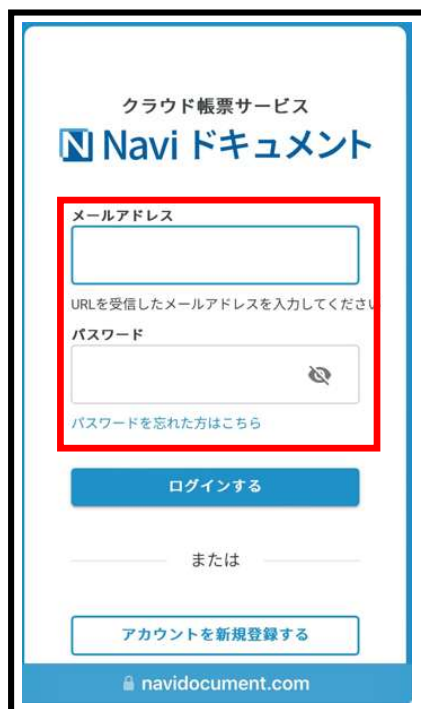 クラウド帳票サービス
Navi ドキュメント
メールアドレス
URLを受信したメールアドレスを入力してください
パスワード
パスワードを忘れた方はこちら
ログインする
または
アカウントを新規登録する
navidocument.com